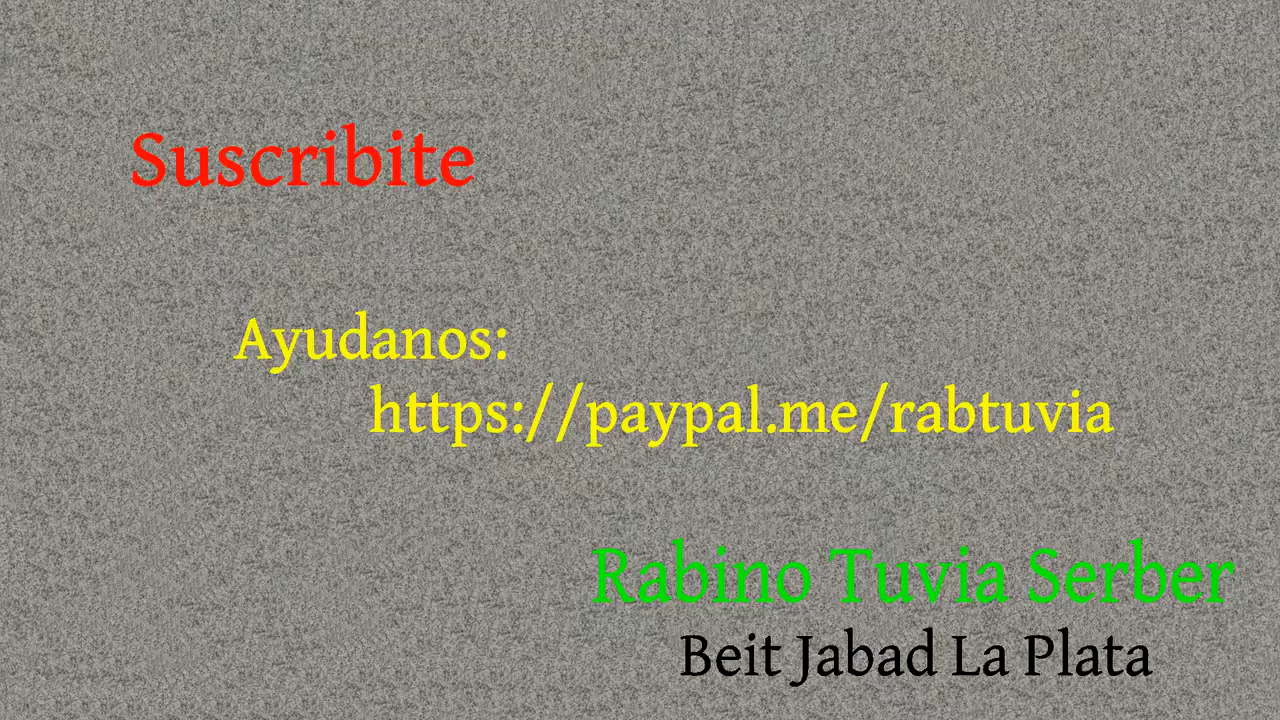 Suscribite
Ayudanos:
https://paypal.me/rabtuvia
Rabino Tuvia Serber
Beit Jabad La Plata